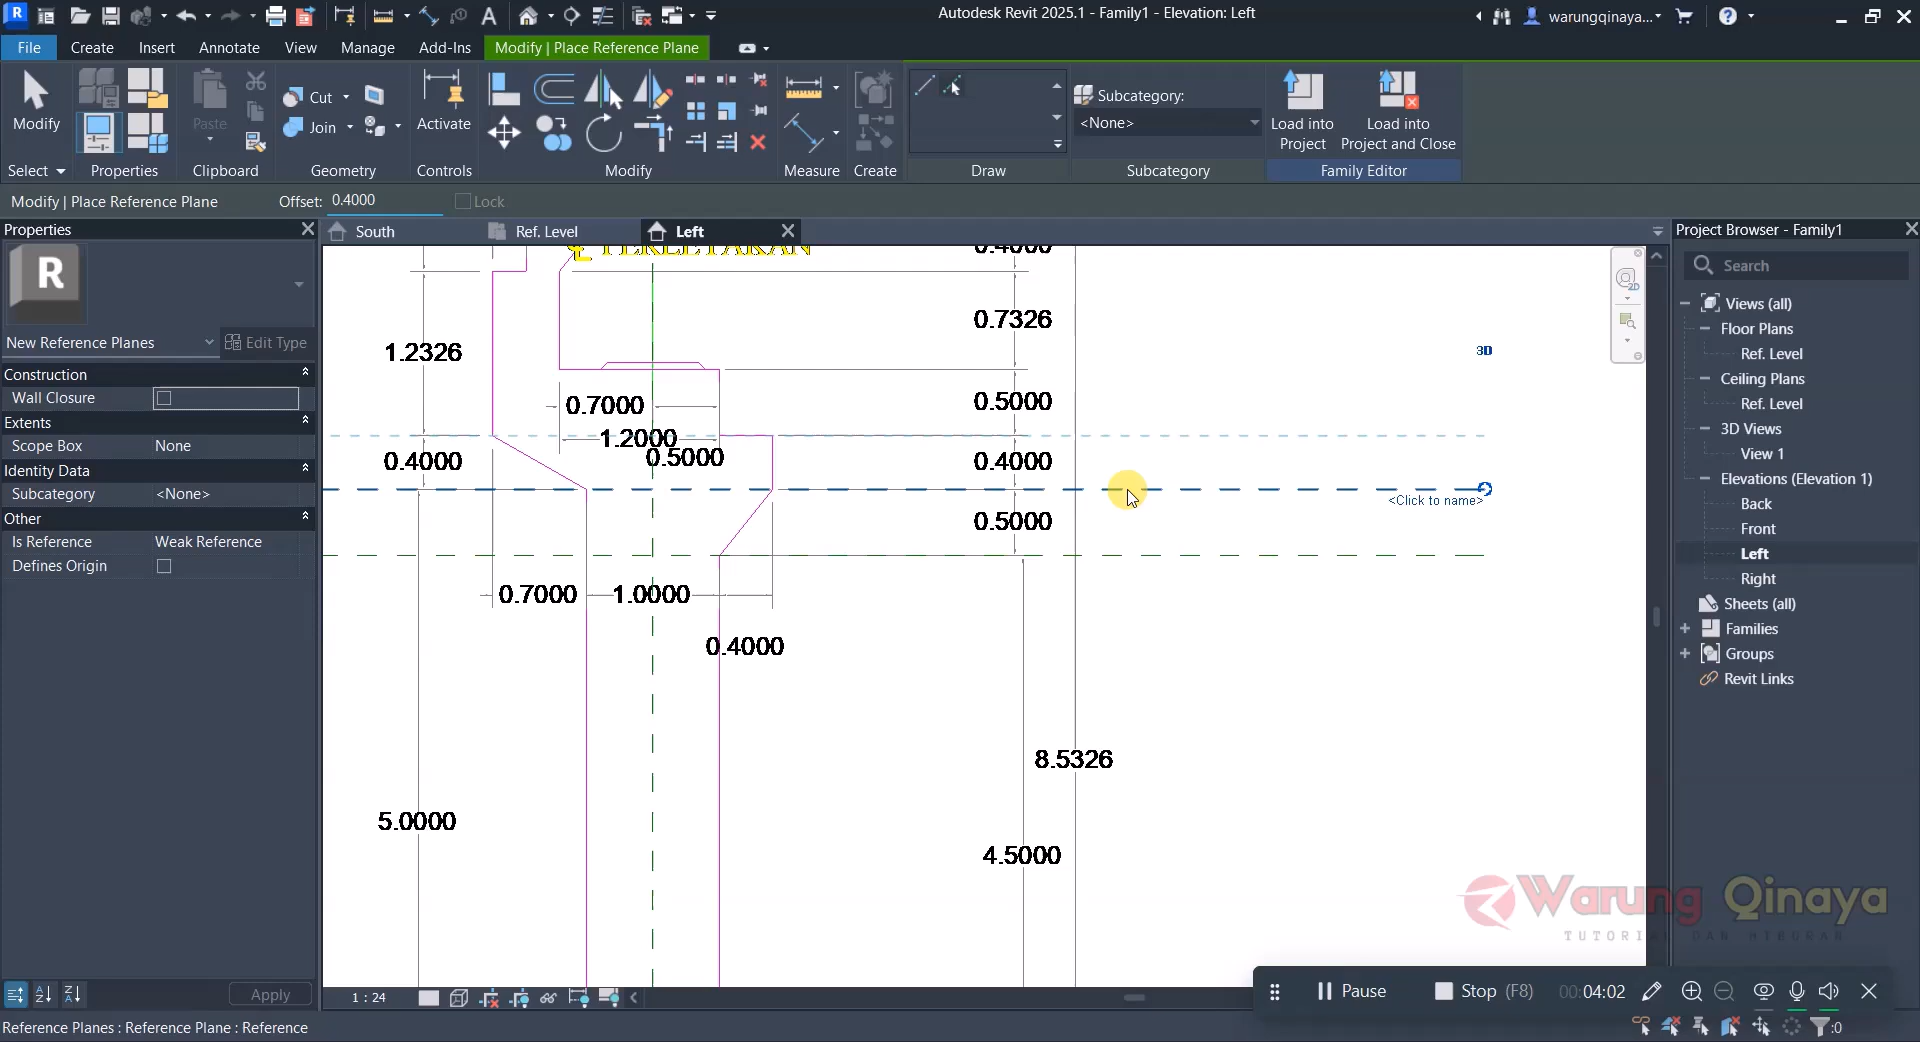 Autodesk Revit 2025.1 - Family1 - Elevation: Left
warungqinaya...
File Create Insert Annotate View Manage Add-Ins Modify | Place Reference Plane
Modify Paste Cut Join Activate
Subcategory:
<None>
Load into Project
Load into Project and Close
Select Properties Clipboard Geometry Controls Modify Measure Create Draw Subcategory Family Editor
Modify | Place Reference Plane Offset: 0.4000 Lock
Properties
South Ref. Level Left
Project Browser - Family1
R
New Reference Planes Edit Type
Construction
Wall Closure
Extents
Scope Box None
Identity Data
Subcategory <None>
Other
Is Reference Weak Reference
Defines Origin
Apply
0.4000
0.7326
1.2326
3D
0.7000
0.5000
1.2000
0.5000
0.4000
0.4000
<Click to name>
0.5000
0.7000
1.0000
0.4000
8.5326
5.0000
4.5000
2D
Search
Views (all)
Floor Plans
Ref. Level
Ceiling Plans
Ref. Level
3D Views
View 1
Elevations (Elevation 1)
Back
Front
Left
Right
Sheets (all)
Families
Groups
Revit Links
Warung Qinaya
1 : 24
Pause Stop (F8) 00:04:02
Reference Planes : Reference Plane : Reference
:0